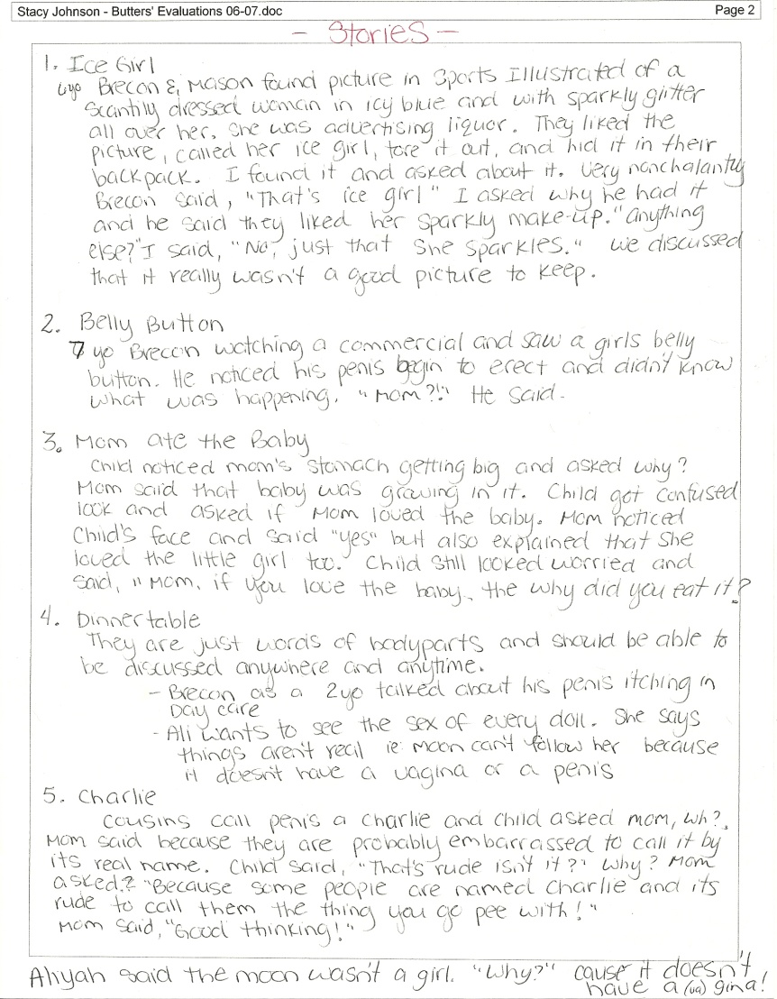 Stacy Johnson - Butters' Evaluations 06-07.doc
Page 2
- Stories -
1. Ice Girl
6yo Brecon & Mason found picture in Sports Illustrated of a
scantily dressed woman in icy blue and with sparkly glitter
all over her. She was advertising liquor. They liked the
picture, called her ice girl, tore it out, and hid it in their
backpack. I found it and asked about it. Very nonchalantly
Brecon said, "That's ice girl" I asked why he had it
and he said they liked her sparkly make-up. "Anything
else?" I said, "No, just that she sparkles." We discussed
that it really wasn't a good picture to keep.
2. Belly Button
7 yo Brecon watching a commercial and saw a girls belly
button. He noticed his penis begin to erect and didn't know
what was happening. "Mom?!" He said.
3. Mom ate the Baby
Child noticed mom's stomach getting big and asked why?
Mom said that baby was growing in it. Child got confused
look and asked if Mom loved the baby. Mom noticed
Child's face and said "yes" but also explained that she
loved the little girl too. Child still looked worried and
said, "Mom, if you love the baby, the why did you eat it?
4. Dinnertable
They are just words of bodyparts and should be able to
be discussed anywhere and anytime.
- Brecon as a 2yo talked about his penis itching in
Day care
- Ali wants to see the sex of every doll. She says
things aren't real ie: moon can't follow her because
it doesn't have a vagina or a penis
5. Charlie
Cousins call penis a Charlie and child asked mom, wh?
Mom said because they are probably embarrassed to call it by
its real name. Child said, "That's rude isn't it?" Why? Mom
asked? "Because some people are named Charlie and its
rude to call them the thing you go pee with!"
Mom said, "Good thinking!"
Aliyah said the moon wasn't a girl. "Why?" cause it doesn't
have a (va) gina!